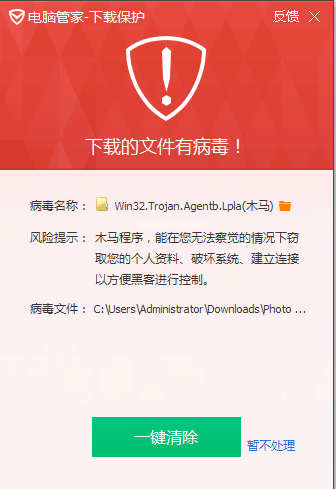 电脑管家-下载保护 反馈
下载的文件有病毒！
病毒名称： Win32.Trojan.Agentb.Lpla(木马)
风险提示： 木马程序，能在您无法察觉的情况下窃
取您的个人资料、破坏系统、建立连接
以方便黑客进行控制。
病毒文件： C:\Users\Administrator\Downloads\Photo ...
一键清除
暂不处理